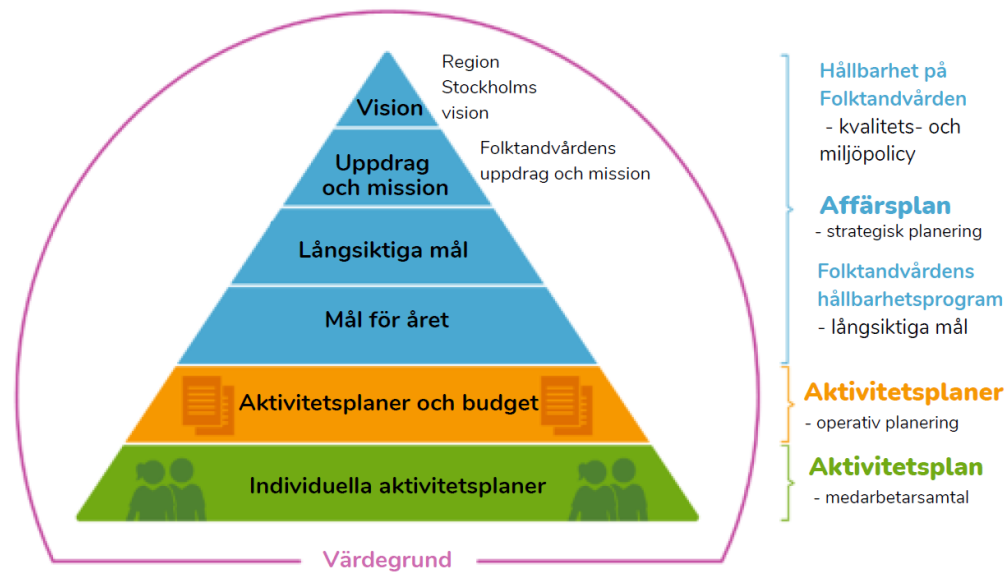 Vision
Region
Stockholms
vision
Uppdrag
och mission
Folktandvårdens
uppdrag och mission
Långsiktiga mål
Mål för året
Aktivitetsplaner och budget
Individuella aktivitetsplaner
Värdegrund
Hållbarhet på
Folktandvården
- kvalitets- och
miljöpolicy
Affärsplan
- strategisk planering
Folktandvårdens
hållbarhetsprogram
- långsiktiga mål
Aktivitetsplaner
- operativ planering
Aktivitetsplan
- medarbetarsamtal